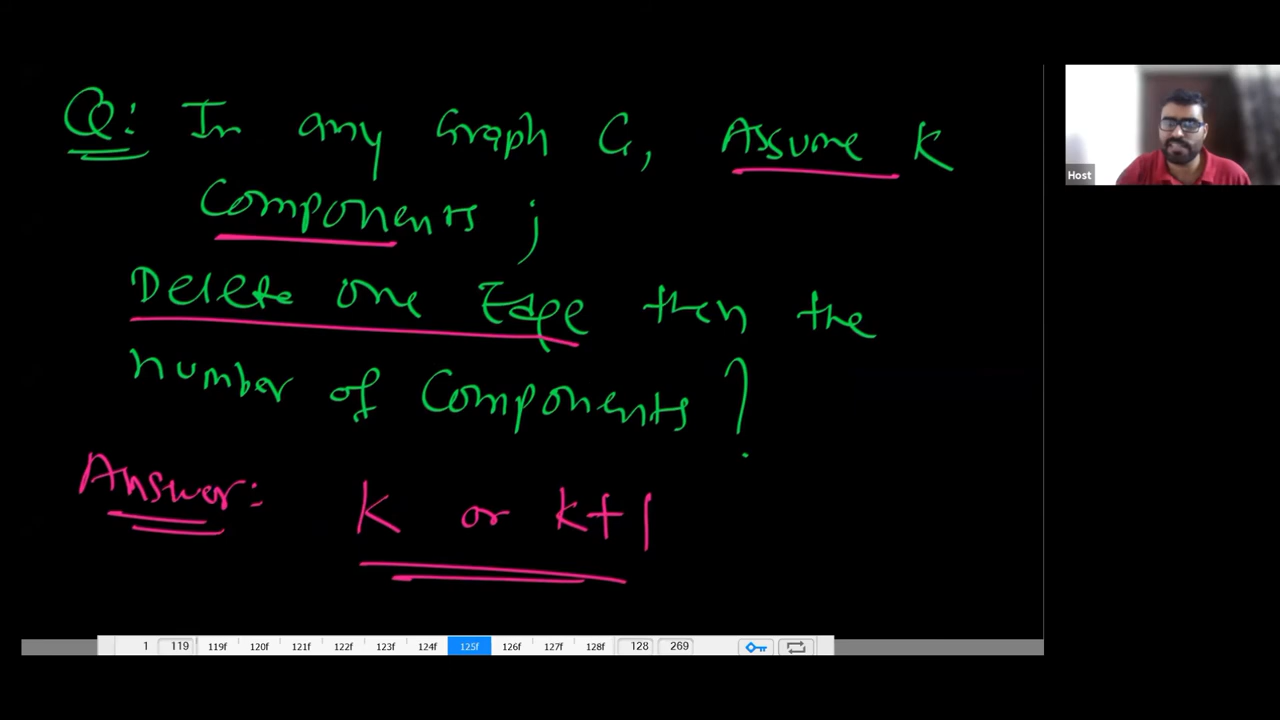 Q: In any Graph G, Assume K
Components ;
Delete one Edge then the
number of Components ?
Answer: K or K+1
Host
1 119 119f 120f 121f 122f 123f 124f 125f 126f 127f 128f 128 269